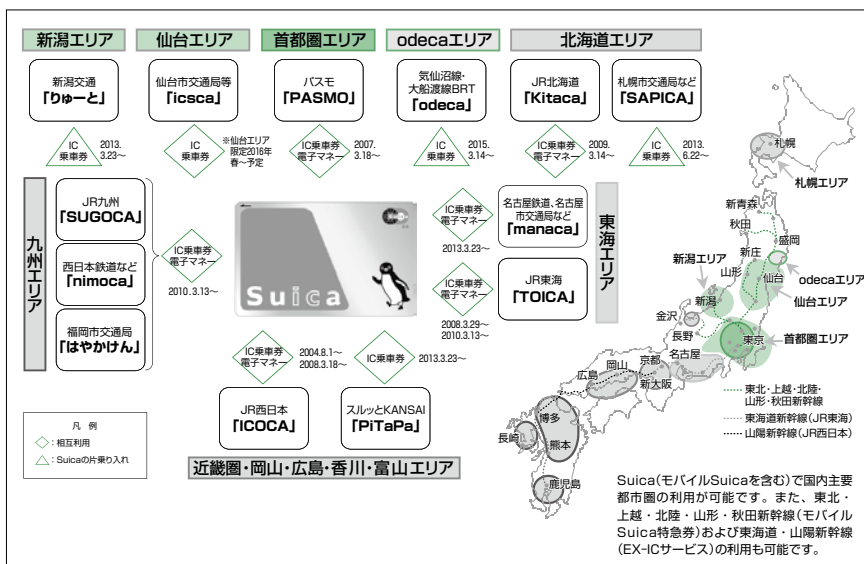 新潟エリア
仙台エリア
首都圏エリア
odecaエリア
北海道エリア
新潟交通
「りゅーと」
仙台市交通局等
「icsca」
パスモ
「PASMO」
気仙沼線・
大船渡線BRT
「odeca」
JR北海道
「Kitaca」
札幌市交通局など
「SAPICA」
IC
乗車券
2013.
3.23～
IC
乗車券
※仙台エリア
限定2016年
春～予定
IC乗車券
電子マネー
2007.
3.18～
IC
乗車券
2015.
3.14～
IC乗車券
電子マネー
2009.
3.14～
IC
乗車券
2013.
6.22～
九州エリア
JR九州
「SUGOCA」
西日本鉄道など
「nimoca」
福岡市交通局
「はやかけん」
IC乗車券
電子マネー
2010.3.13～
Suica
IC乗車券
電子マネー
2013.3.23～
名古屋鉄道、名古屋
市交通局など
「manaca」
IC乗車券
電子マネー
2008.3.29～
2010.3.13～
JR東海
「TOICA」
東海エリア
IC乗車券
電子マネー
2004.8.1～
2008.3.18～
IC乗車券
2013.3.23～
JR西日本
「ICOCA」
スルッとKANSAI
「PiTaPa」
近畿圏・岡山・広島・香川・富山エリア
凡 例
：相互利用
：Suicaの片乗り入れ
札幌
札幌エリア
新青森
秋田
盛岡
新庄
新潟エリア
山形
odecaエリア
仙台
仙台エリア
新潟
金沢
長野
東京
首都圏エリア
名古屋
京都
新大阪
岡山
広島
博多
長崎
熊本
鹿児島
東北・上越・北陸・
山形・秋田新幹線
東海道新幹線（JR東海）
山陽新幹線（JR西日本）
Suica（モバイルSuicaを含む）で国内主要
都市圏の利用が可能です。また、東北・
上越・北陸・山形・秋田新幹線（モバイル
Suica特急券）および東海道・山陽新幹線
（EX-ICサービス）の利用も可能です。